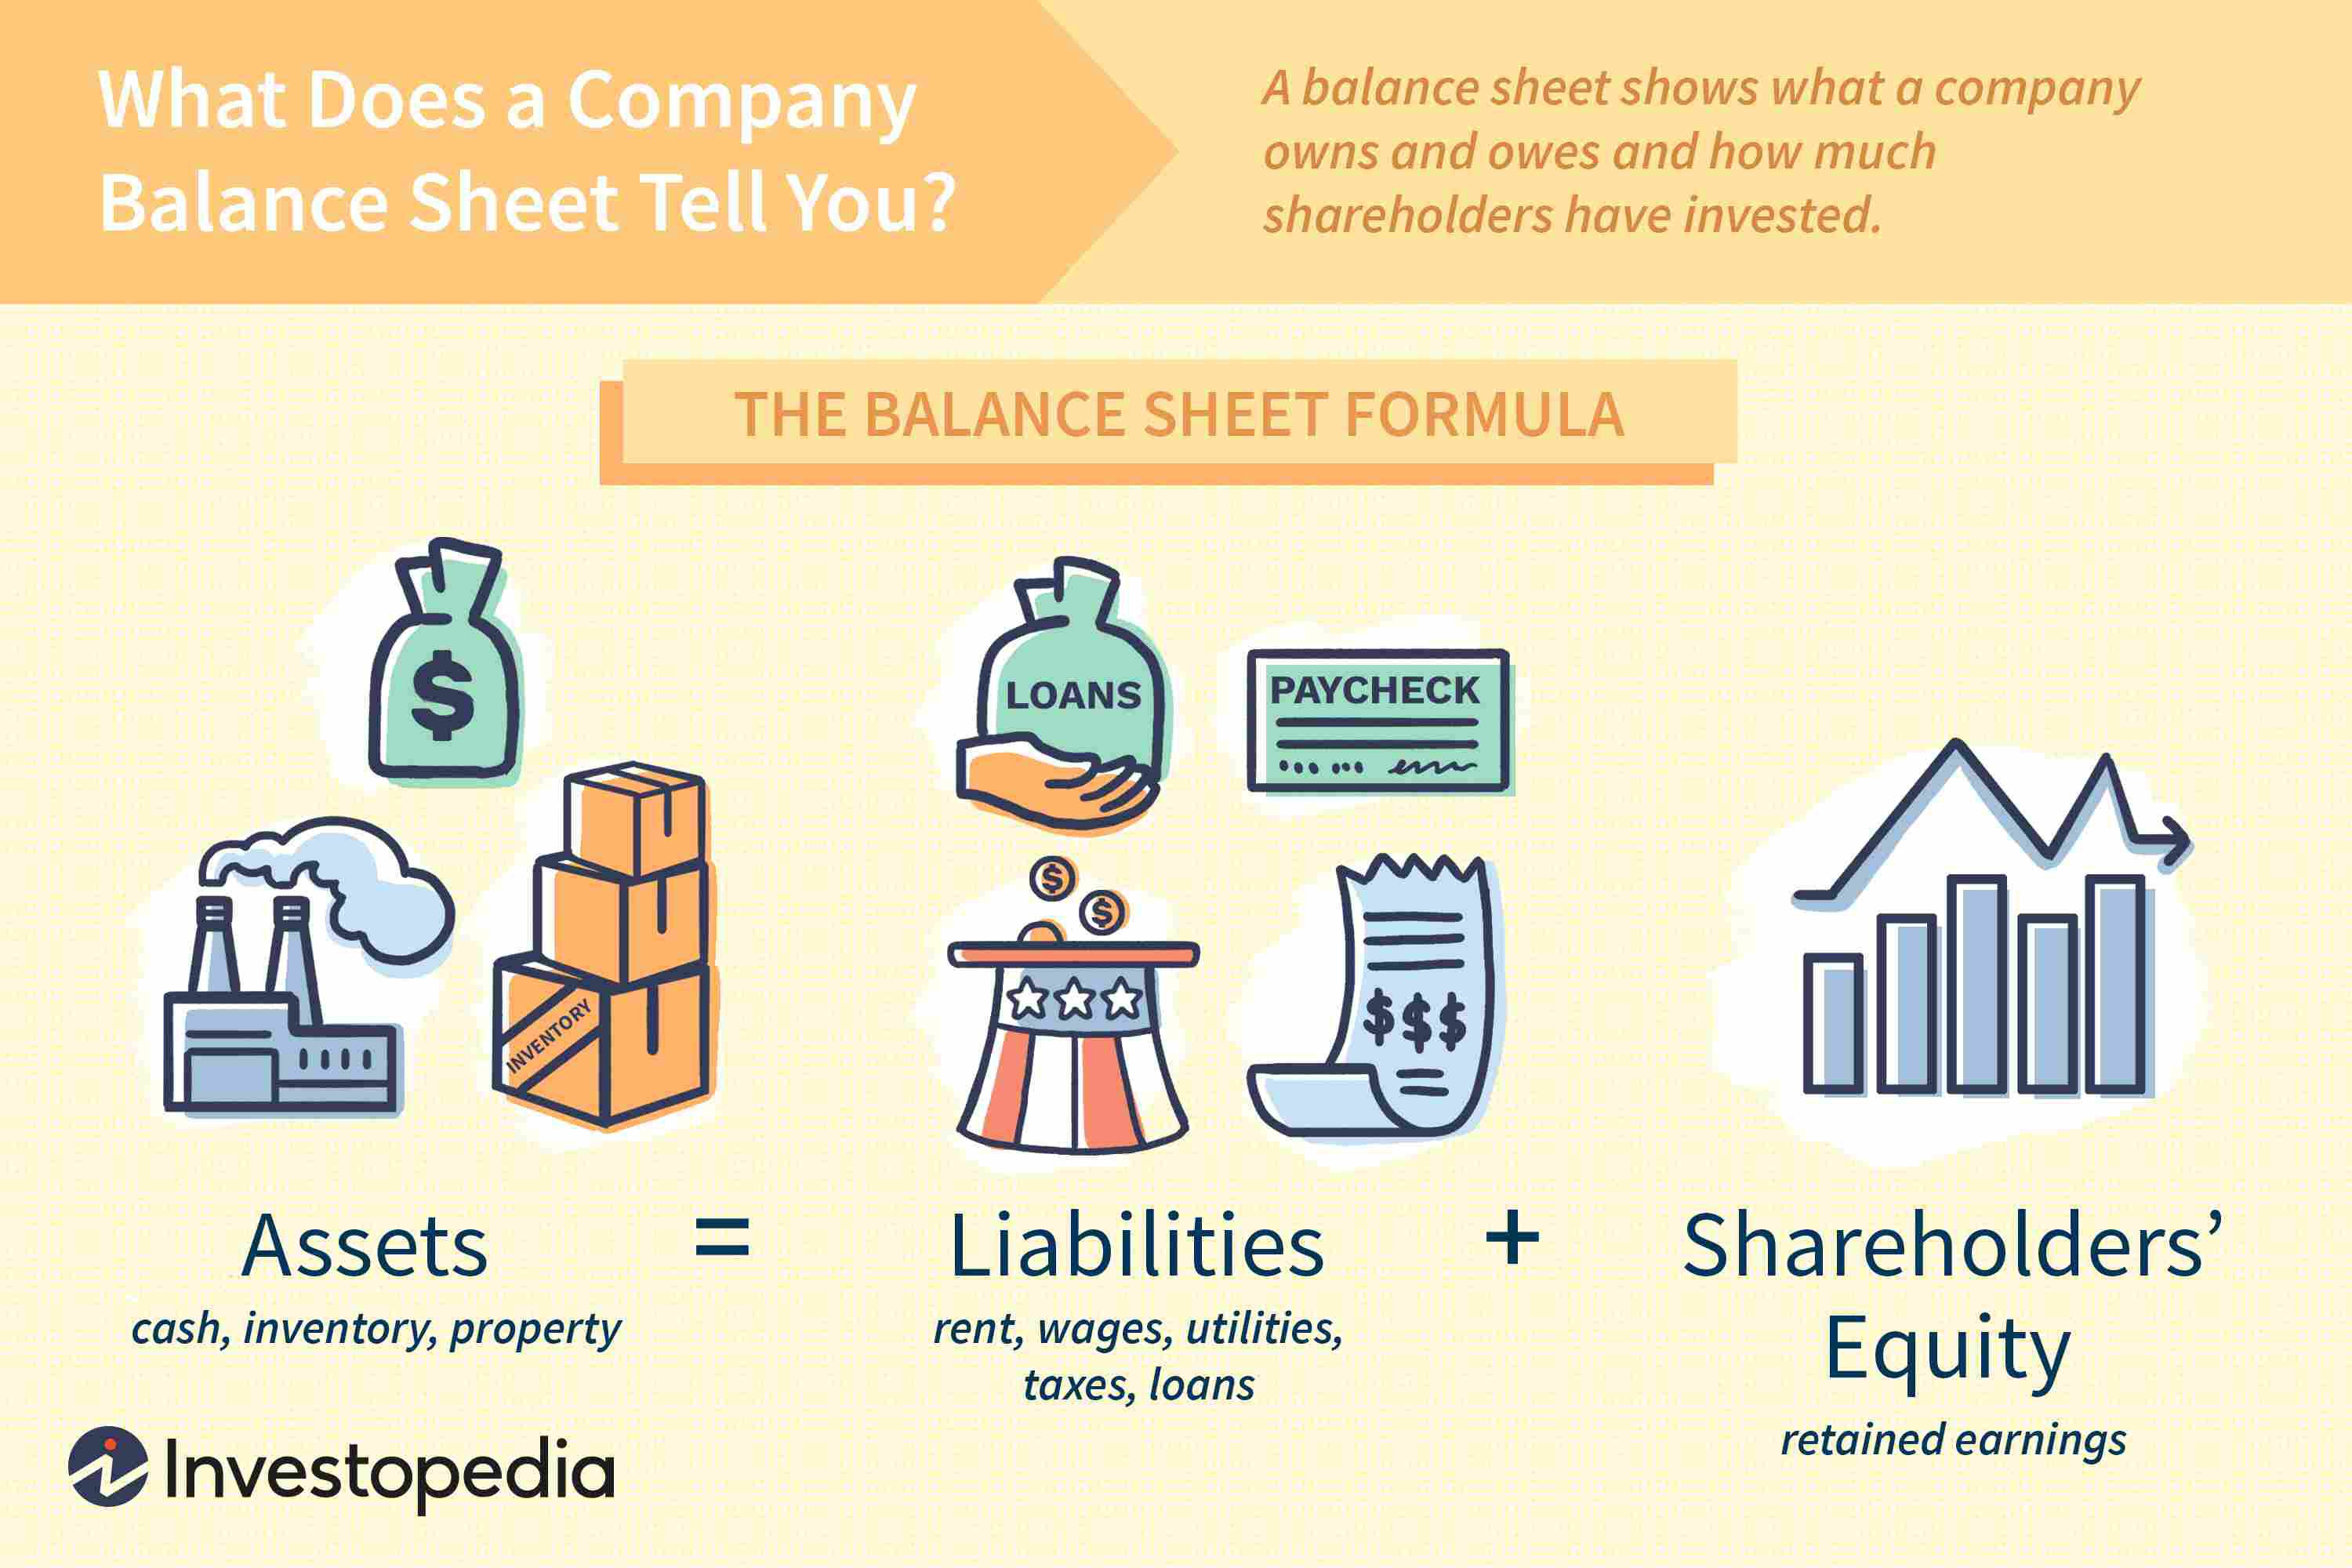 What Does a Company
Balance Sheet Tell You?
A balance sheet shows what a company
owns and owes and how much
shareholders have invested.
THE BALANCE SHEET FORMULA
$
INVENTORY
LOANS
PAYCHECK
$
$
$$$
Assets
=
Liabilities
+
Shareholders’
Equity
cash, inventory, property
rent, wages, utilities,
taxes, loans
retained earnings
Investopedia